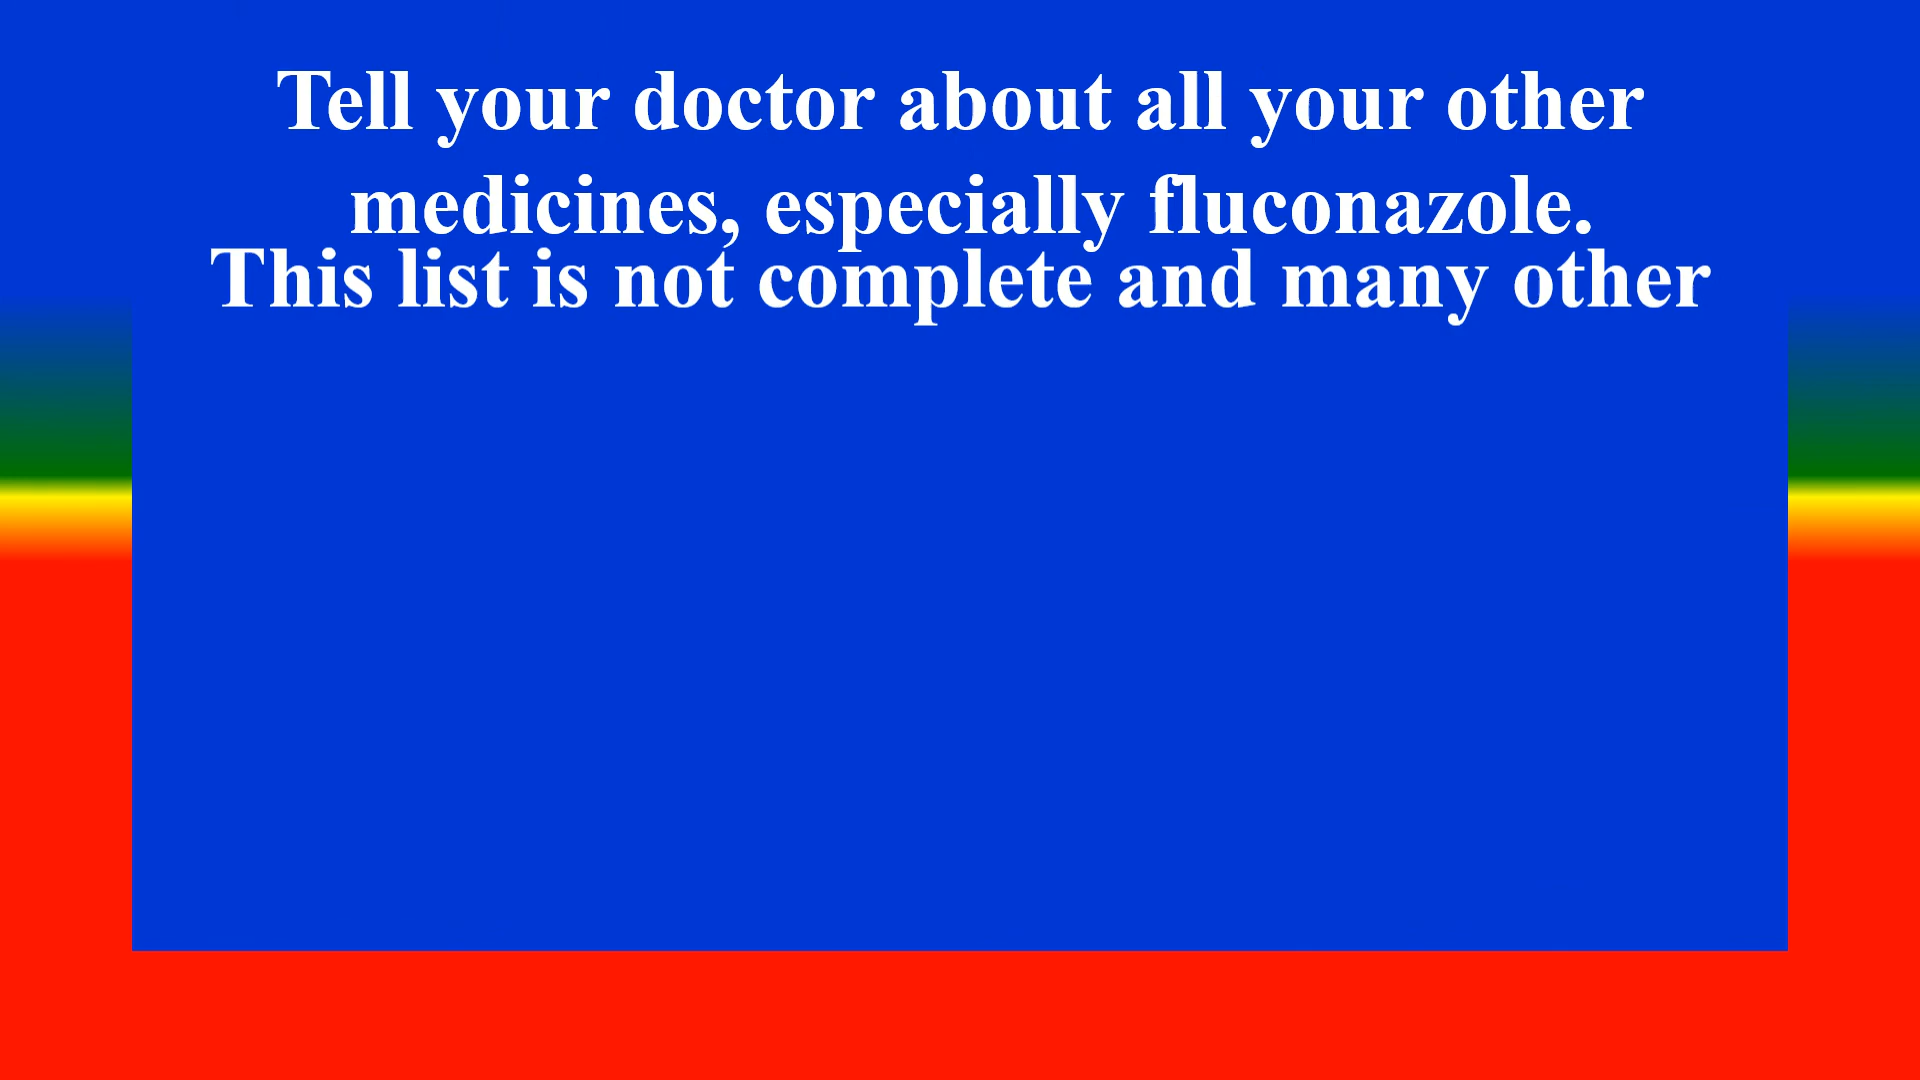 Tell your doctor about all your other
medicines, especially fluconazole.
This list is not complete and many other